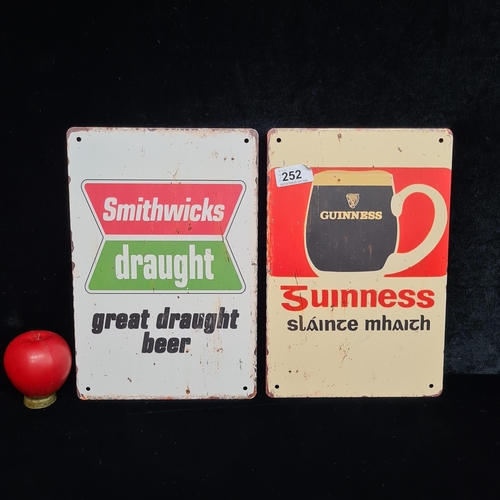 Smithwicks
draught
great draught
beer
252
GUINNESS
Guinness
sláinte mhaith